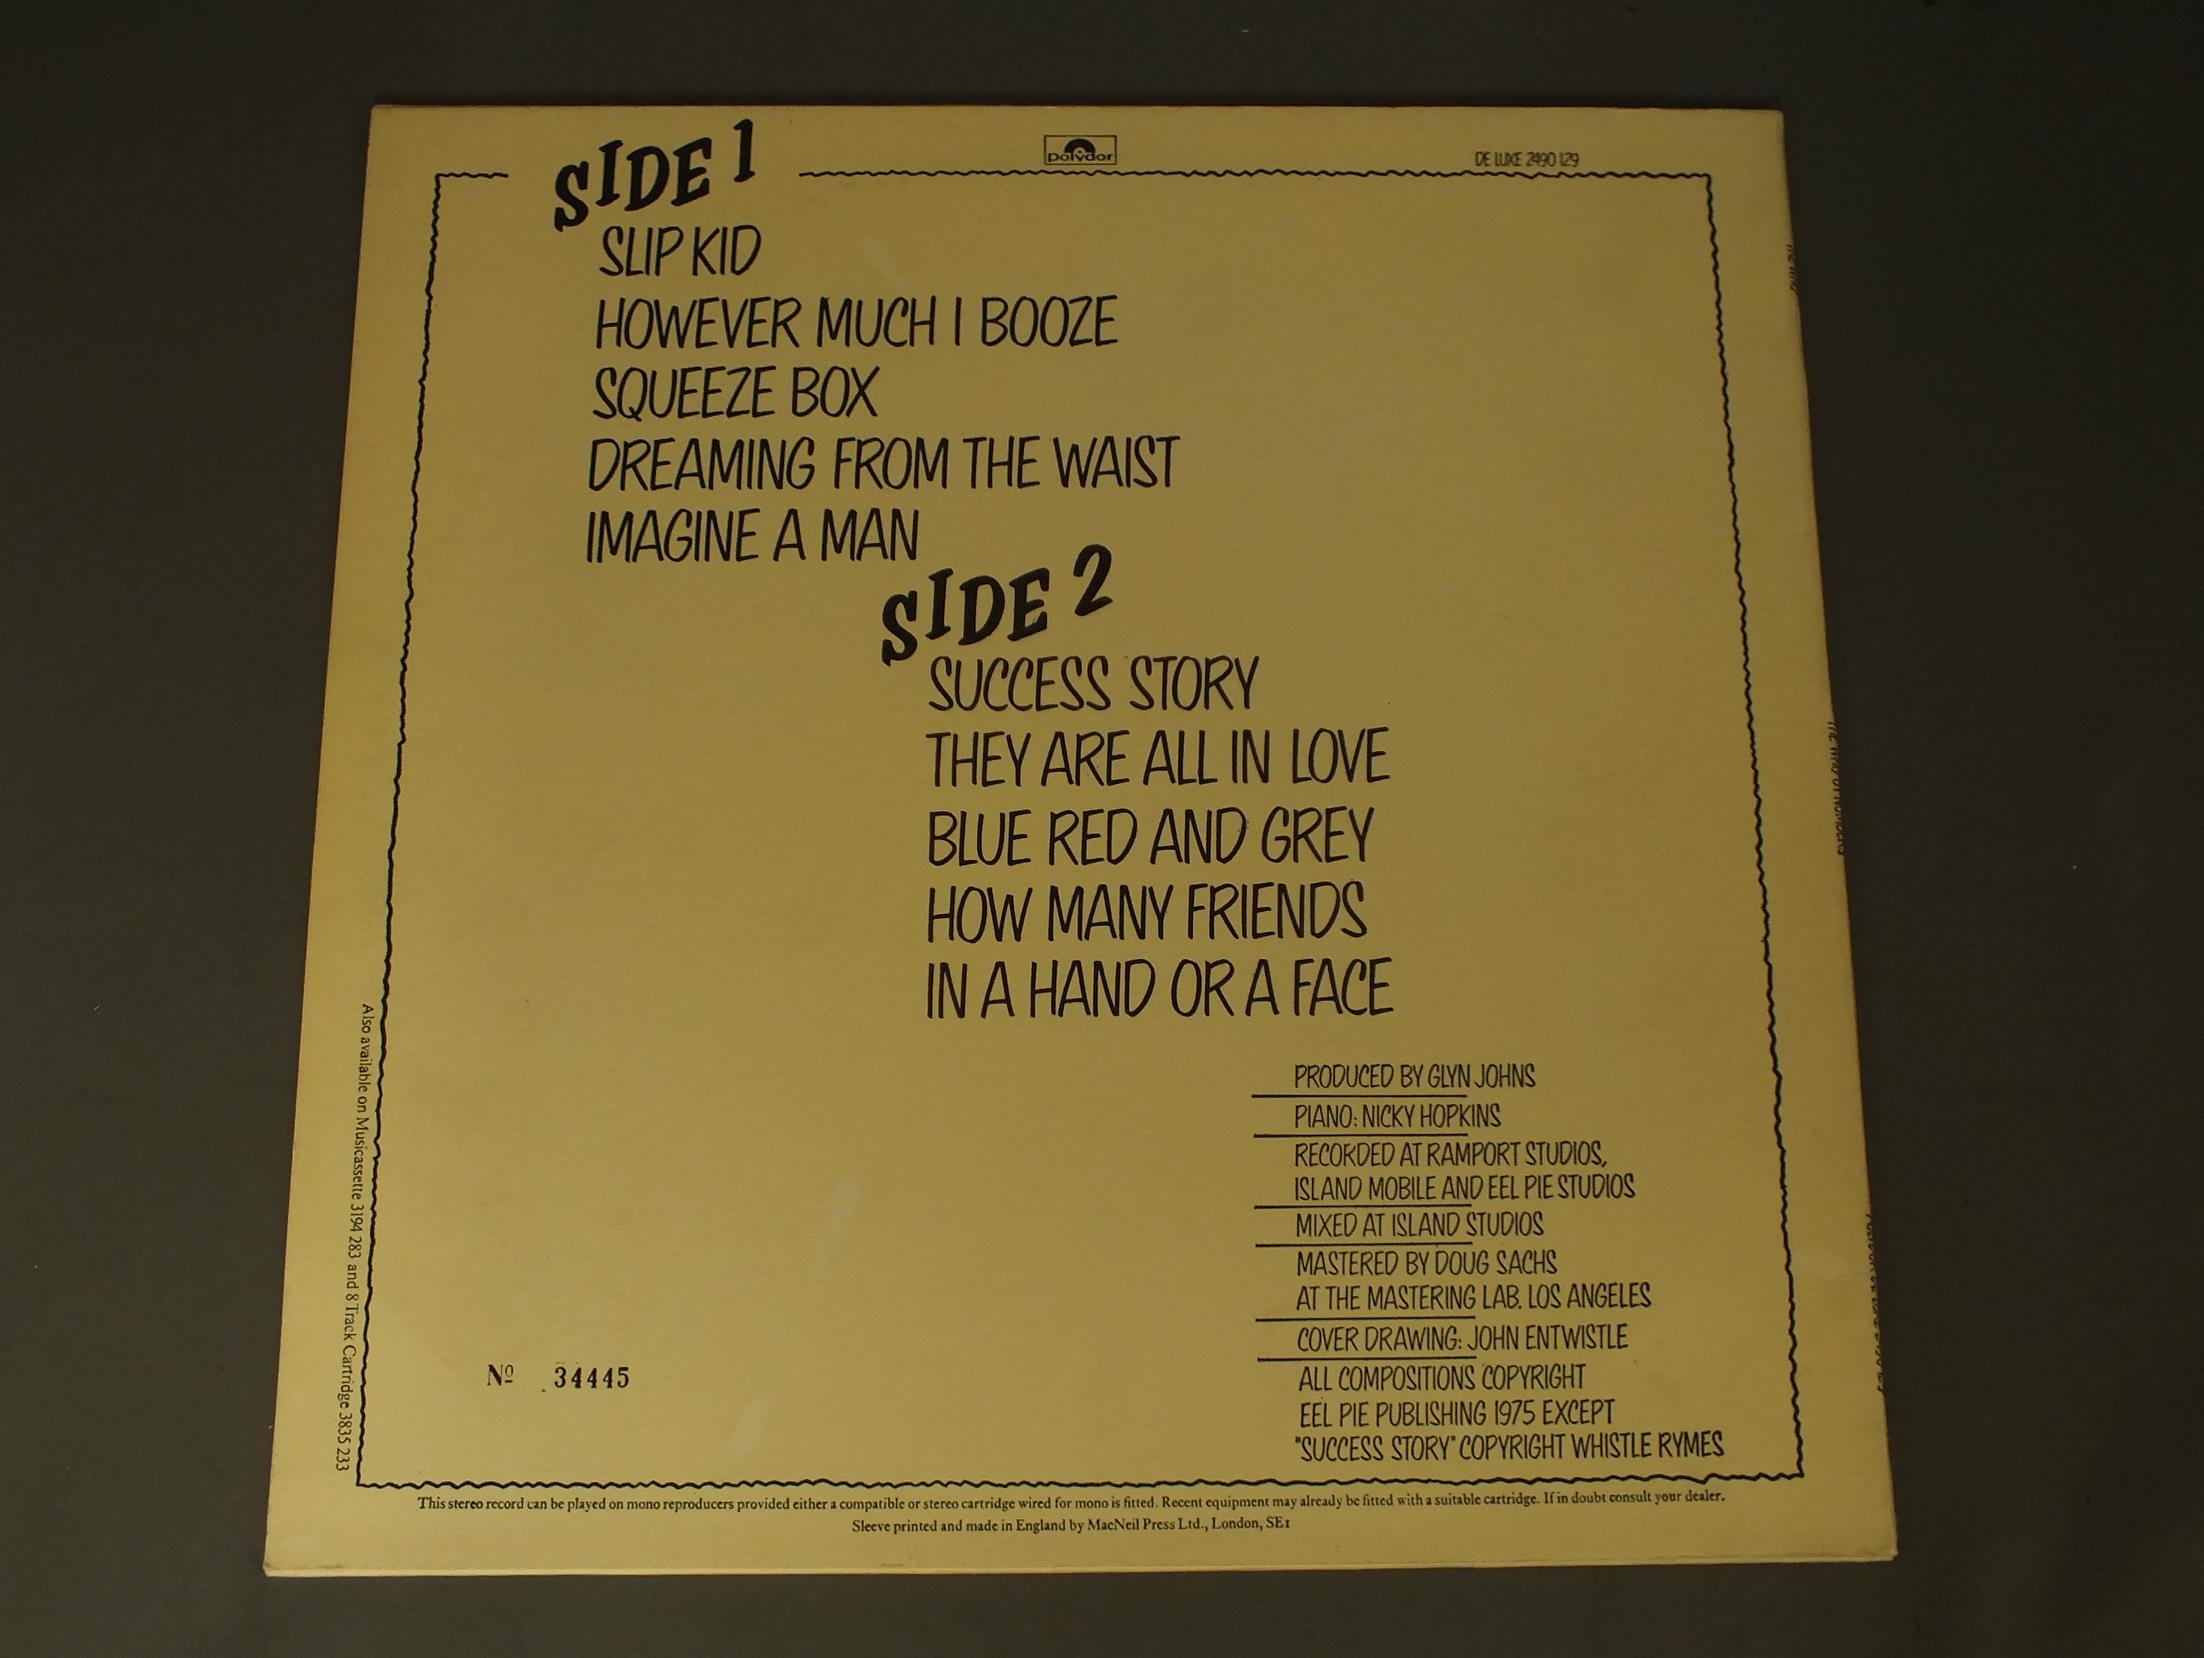 SIDE 1
polydor
DE LUXE 2490 129
SLIP KID
HOWEVER MUCH I BOOZE
SQUEEZE BOX
DREAMING FROM THE WAIST
IMAGINE A MAN
SIDE 2
SUCCESS STORY
THEY ARE ALL IN LOVE
BLUE RED AND GREY
HOW MANY FRIENDS
IN A HAND OR A FACE
PRODUCED BY GLYN JOHNS
PIANO: NICKY HOPKINS
RECORDED AT RAMPORT STUDIOS,
ISLAND MOBILE AND EEL PIE STUDIOS
MIXED AT ISLAND STUDIOS
MASTERED BY DOUG SACHS
AT THE MASTERING LAB. LOS ANGELES
COVER DRAWING: JOHN ENTWISTLE
ALL COMPOSITIONS COPYRIGHT
EEL PIE PUBLISHING 1975 EXCEPT
"SUCCESS STORY" COPYRIGHT WHISTLE RYMES
Nº 34445
Also available on Musicassette 3194 283 and 8 Track Cartridge 3835 233
This stereo record can be played on mono reproducers provided either a compatible or stereo cartridge wired for mono is fitted. Recent equipment may already be fitted with a suitable cartridge. If in doubt consult your dealer.
Sleeve printed and made in England by MacNeil Press Ltd., London, SE1
THE WHO
THE WHO BY NUMBERS